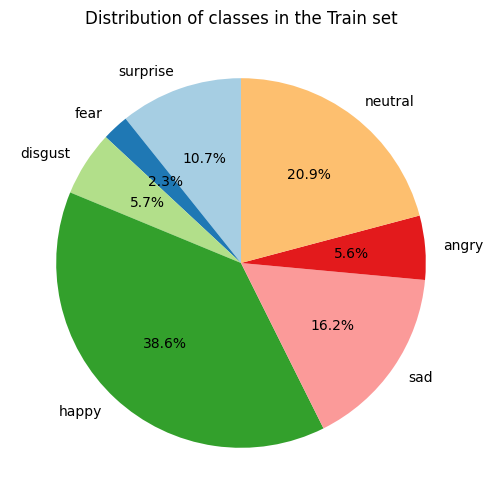 Distribution of classes in the Train set
surprise
neutral
fear
disgust
10.7%
20.9%
2.3%
5.7%
angry
5.6%
16.2%
38.6%
sad
happy